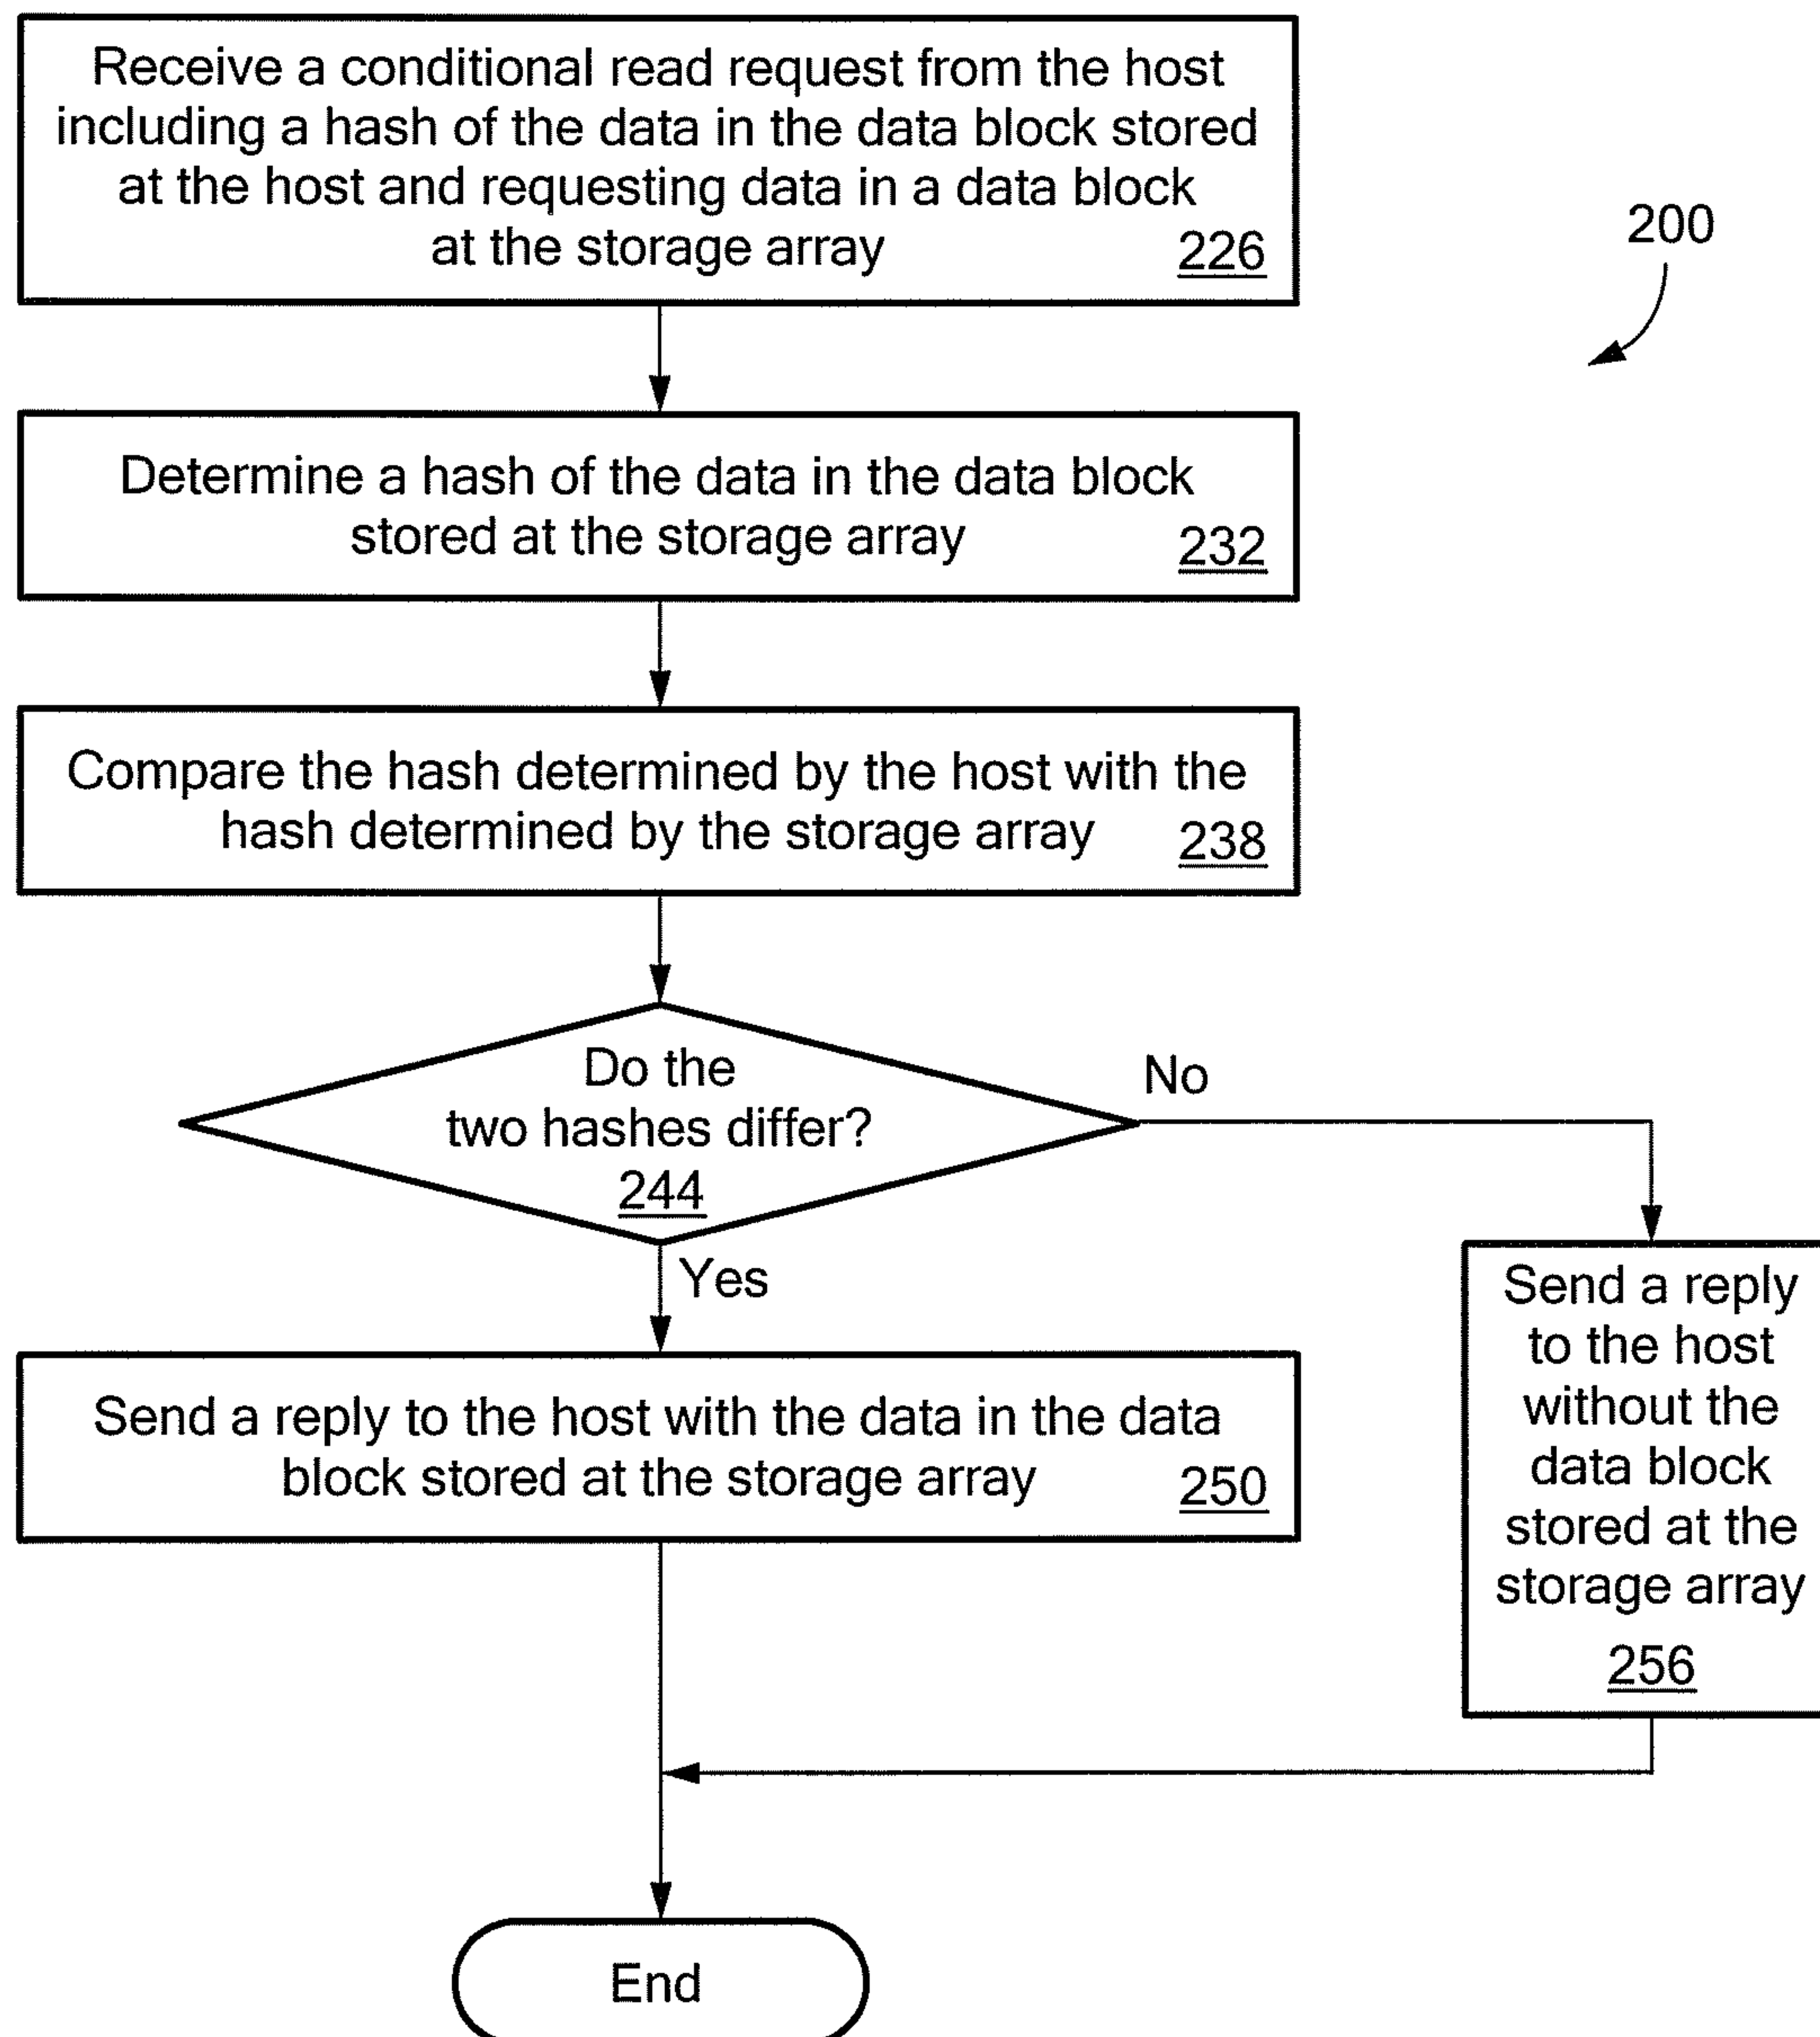 Receive a conditional read request from the host
including a hash of the data in the data block stored
at the host and requesting data in a data block
at the storage array 226
200
Determine a hash of the data in the data block
stored at the storage array 232
Compare the hash determined by the host with the
hash determined by the storage array 238
Do the
two hashes differ?
244
No
Yes
Send a reply to the host with the data in the data
block stored at the storage array 250
Send a reply
to the host
without the
data block
stored at the
storage array
256
End